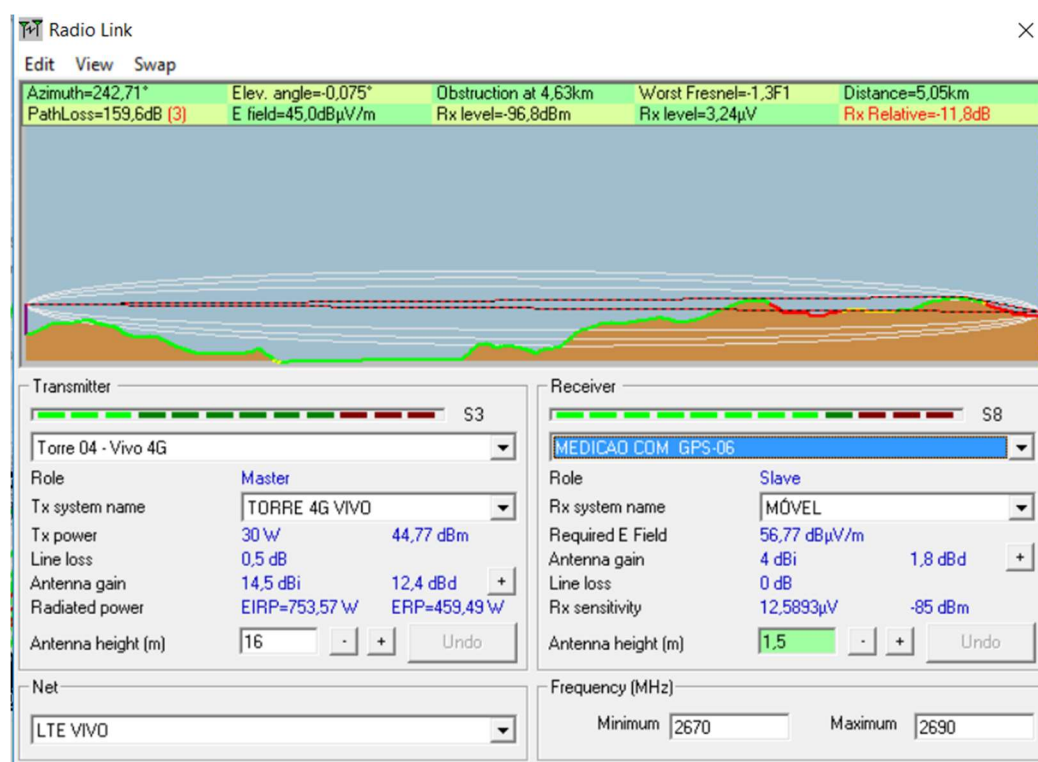 Radio Link
Edit View Swap
Azimuth=242,71° Elev. angle=-0,075° Obstruction at 4,63km Worst Fresnel=-1,3F1 Distance=5,05km
PathLoss=159,6dB (3) E field=45,0dBµV/m Rx level=-96,8dBm Rx level=3,24µV Rx Relative=-11,8dB
Transmitter
S3
Torre 04 - Vivo 4G
Role Master
Tx system name TORRE 4G VIVO
Tx power 30 W 44,77 dBm
Line loss 0,5 dB
Antenna gain 14,5 dBi 12,4 dBd +
Radiated power EIRP=753,57 W ERP=459,49 W
Antenna height (m) 16 - + Undo
Net
LTE VIVO
Receiver
S8
MEDICAO COM GPS-06
Role Slave
Rx system name MÓVEL
Required E Field 56,77 dBµV/m
Antenna gain 4 dBi 1,8 dBd +
Line loss 0 dB
Rx sensitivity 12,5893µV -85 dBm
Antenna height (m) 1,5 - + Undo
Frequency (MHz)
Minimum 2670 Maximum 2690